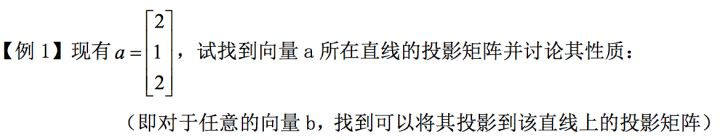 【例 1】现有 a = [2 1 2]，试找到向量 a 所在直线的投影矩阵并讨论其性质：
（即对于任意的向量 b，找到可以将其投影到该直线上的投影矩阵）